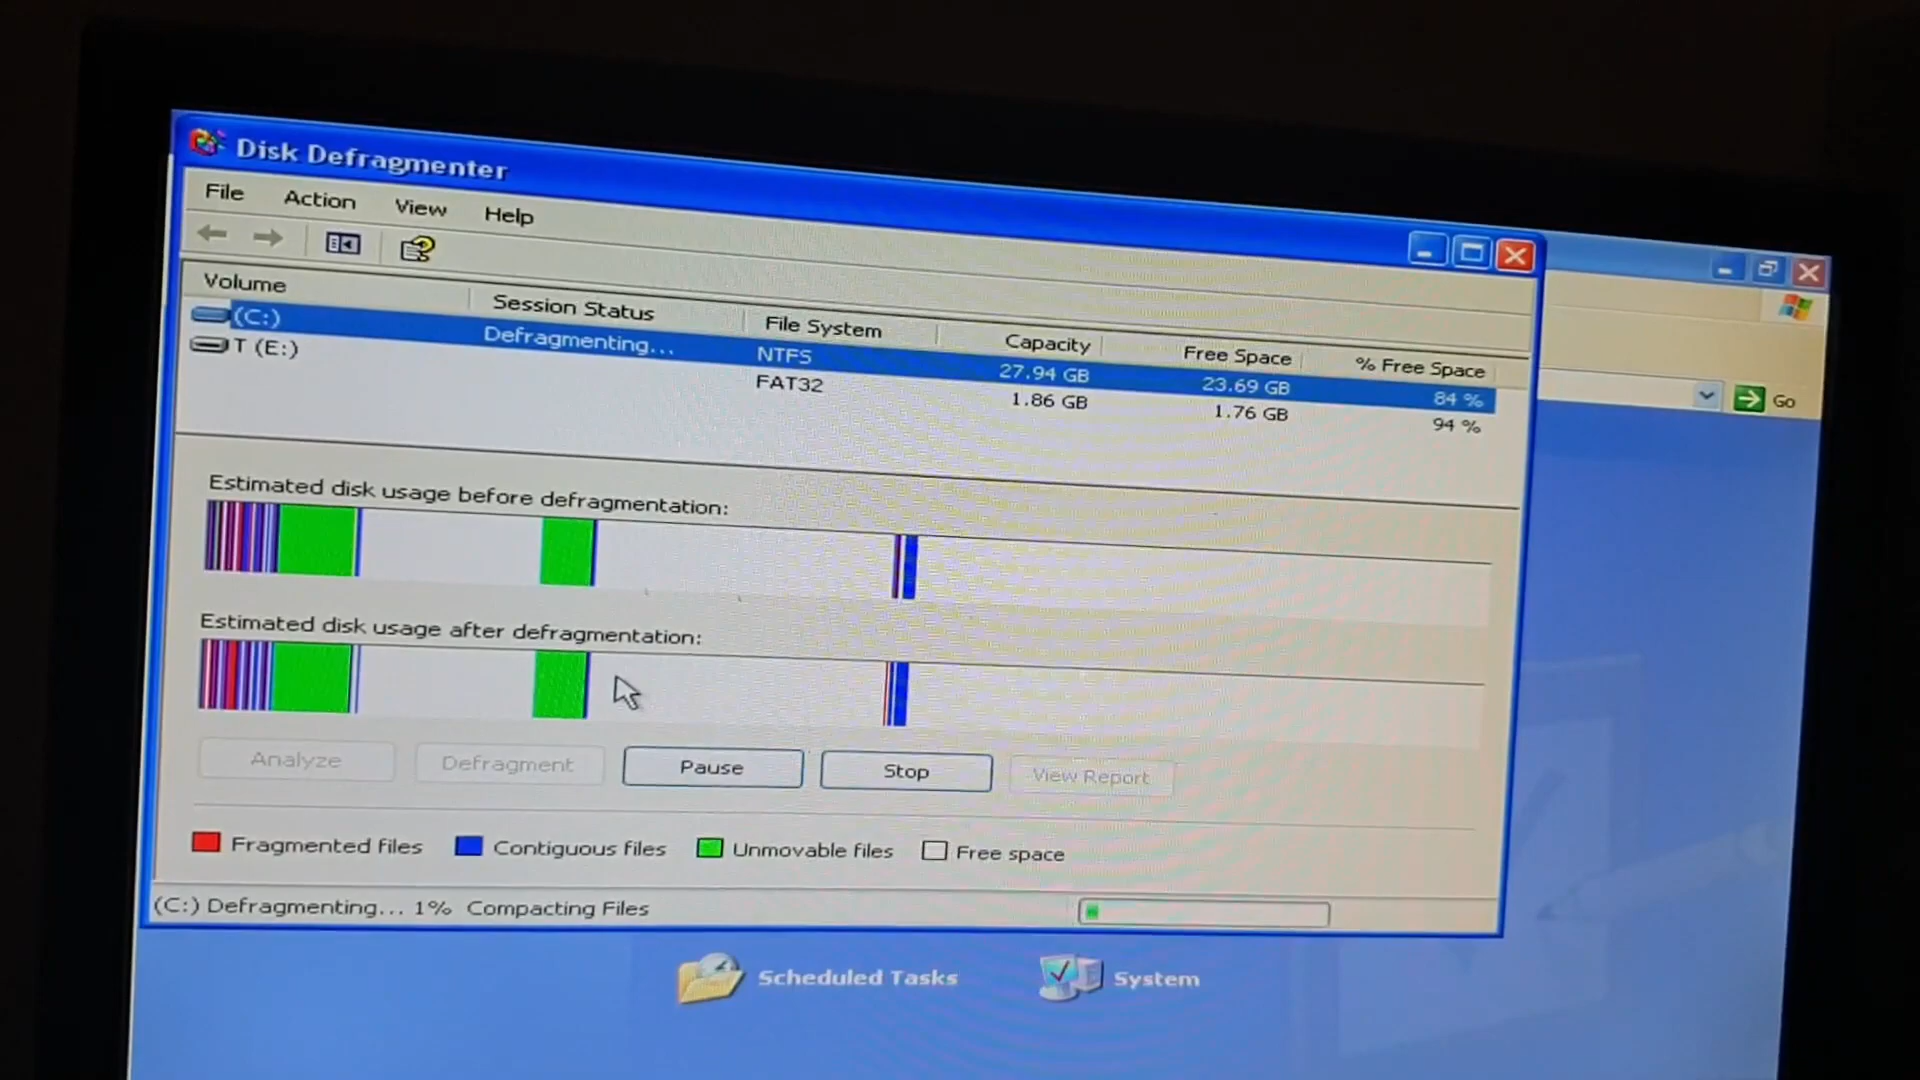 Disk Defragmenter
File Action View Help
Volume Session Status File System Capacity Free Space % Free Space
(C:) Defragmenting... NTFS 27.94 GB 23.69 GB 84 %
T (E:) FAT32 1.86 GB 1.76 GB 94 %
Go
Estimated disk usage before defragmentation:
Estimated disk usage after defragmentation:
Analyze Defragment Pause Stop View Report
Fragmented files Contiguous files Unmovable files Free space
(C:) Defragmenting... 1% Compacting Files
Scheduled Tasks System